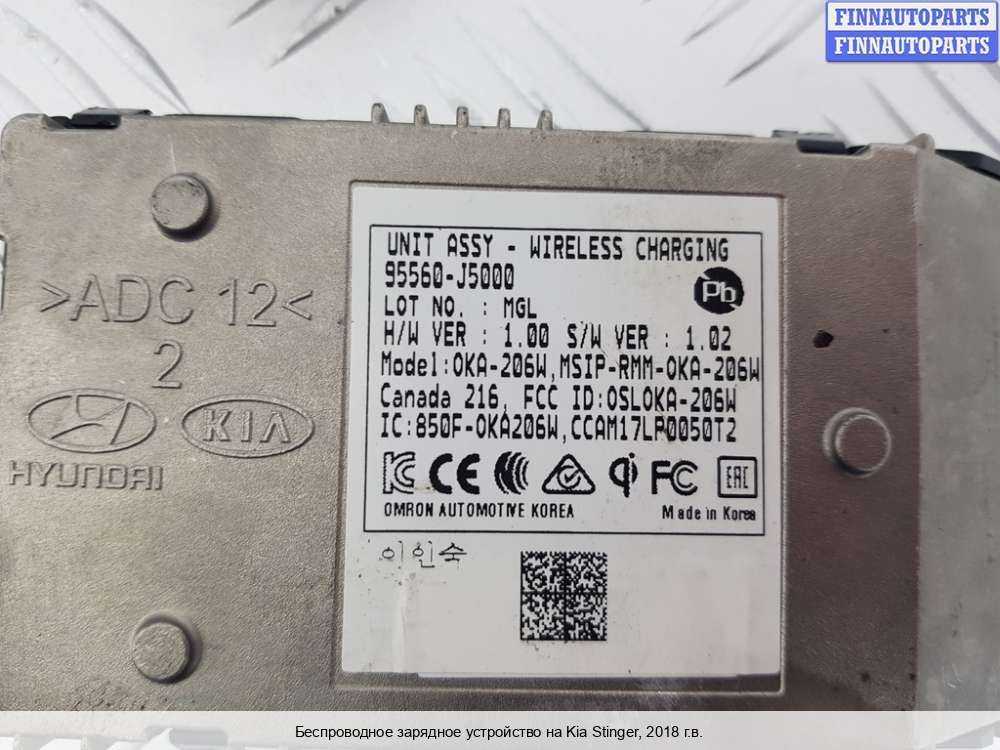 FINNAUTOPARTS
FINNAUTOPARTS
UNIT ASSY - WIRELESS CHARGING
95560-J5000
Pb
LOT NO. : MGL
H/W VER : 1.00 S/W VER : 1.02
Model:OKA-206W,MSIP-RMM-OKA-206W
Canada 216, FCC ID:OSLOKA-206W
IC:850F-OKA206W,CCAM17LP0050T2
CE FC EAC
OMRON AUTOMOTIVE KOREA Made in Korea
이인숙
>ADC 12<
2
KIA
HYUNDAI
Беспроводное зарядное устройство на Kia Stinger, 2018 г.в.